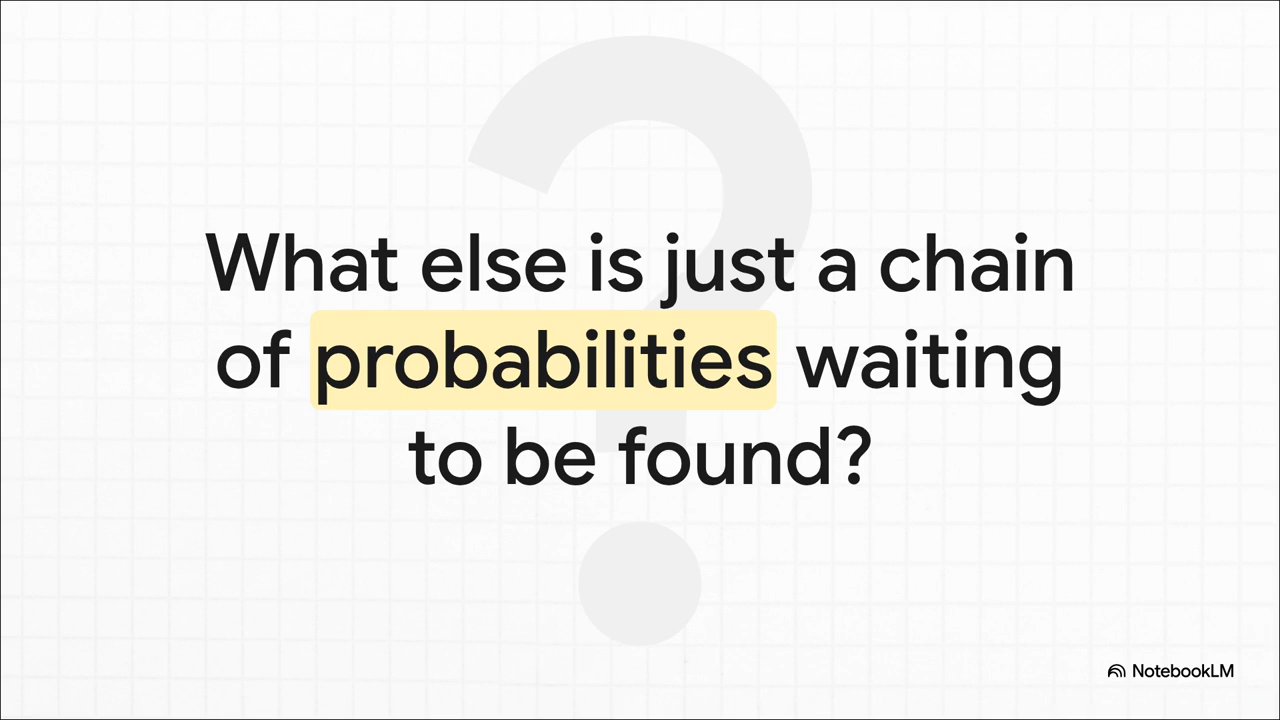 What else is just a chain
of probabilities waiting
to be found?
NotebookLM